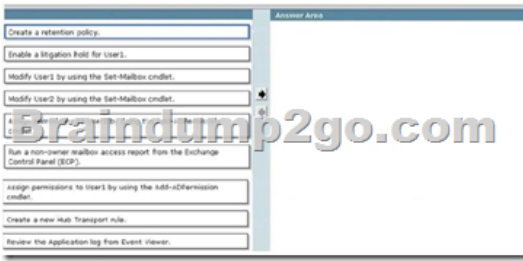 Answer Area
Create a retention policy.
Enable a litigation hold for User1.
Modify User1 by using the Set-Mailbox cmdlet.
Modify User2 by using the Set-Mailbox cmdlet.
Braindump2go.com
Run a non-owner mailbox access report from the Exchange
Control Panel (ECP).
Assign permissions to User1 by using the Add-ADPermission
cmdlet.
Create a new Hub Transport rule.
Review the Application log from Event Viewer.